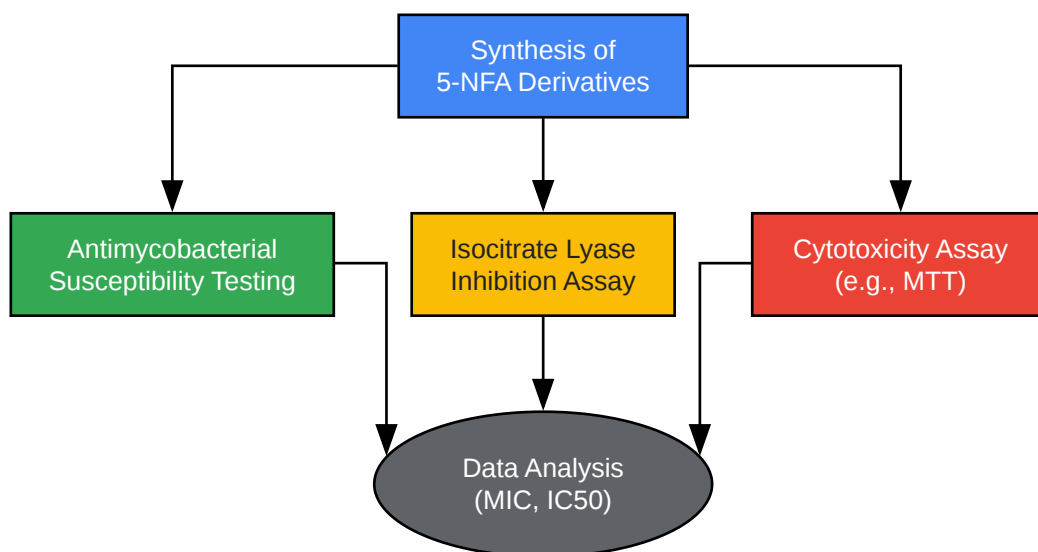 Synthesis of
5-NFA Derivatives
Antimycobacterial
Susceptibility Testing
Isocitrate Lyase
Inhibition Assay
Cytotoxicity Assay
(e.g., MTT)
Data Analysis
(MIC, IC50)